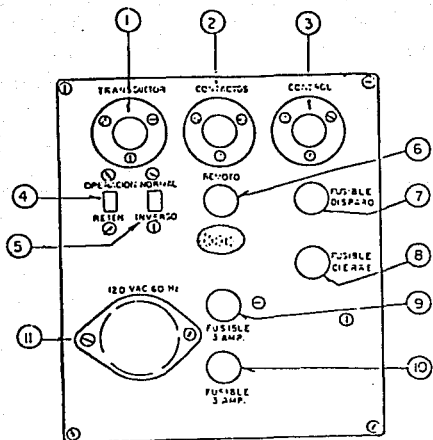 1 2 3
TRANSDUCTOR CONTACTOS CONTROL
4 OPERACION NORMAL REMOTO 6
FUSIBLE
DISPARO 7
5 RETEN INVERSO
FUSIBLE
CIERRE 8
120 VAC 60 Hz
9
11
FUSIBLE
3 AMP.
10
FUSIBLE
3 AMP.